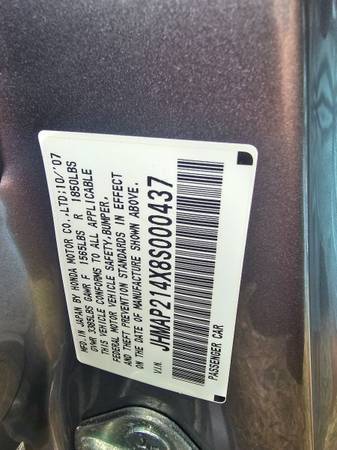 MFD. IN JAPAN BY HONDA MOTOR CO.,LTD:10/'07
GVWR 3385LBS GAWR F 1565LBS R 1850LBS
THIS VEHICLE CONFORMS TO ALL APPLICABLE
FEDERAL MOTOR VEHICLE SAFETY,BUMPER,
AND THEFT PREVENTION STANDARDS IN EFFECT
ON THE DATE OF MANUFACTURE SHOWN ABOVE.
V.I.N. JHMAP214X8S000437
PASSENGER CAR